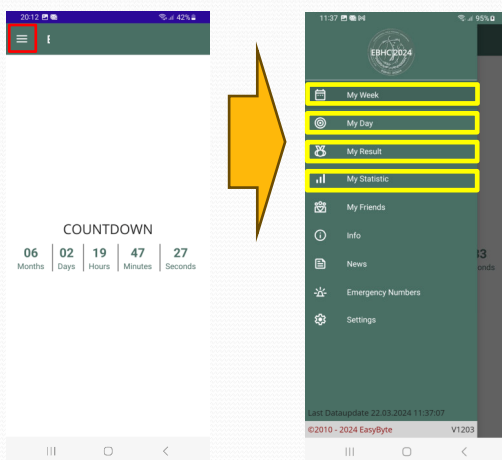 20:12 42%
E
COUNTDOWN
06 02 19 47 27
Months Days Hours Minutes Seconds
11:37 95%
EBHC 2024
My Week
My Day
My Result
My Statistic
My Friends
Info
News
Emergency Numbers
Settings
33
onds
Last Dataupdate 22.03.2024 11:37:07
©2010 - 2024 EasyByte V1203